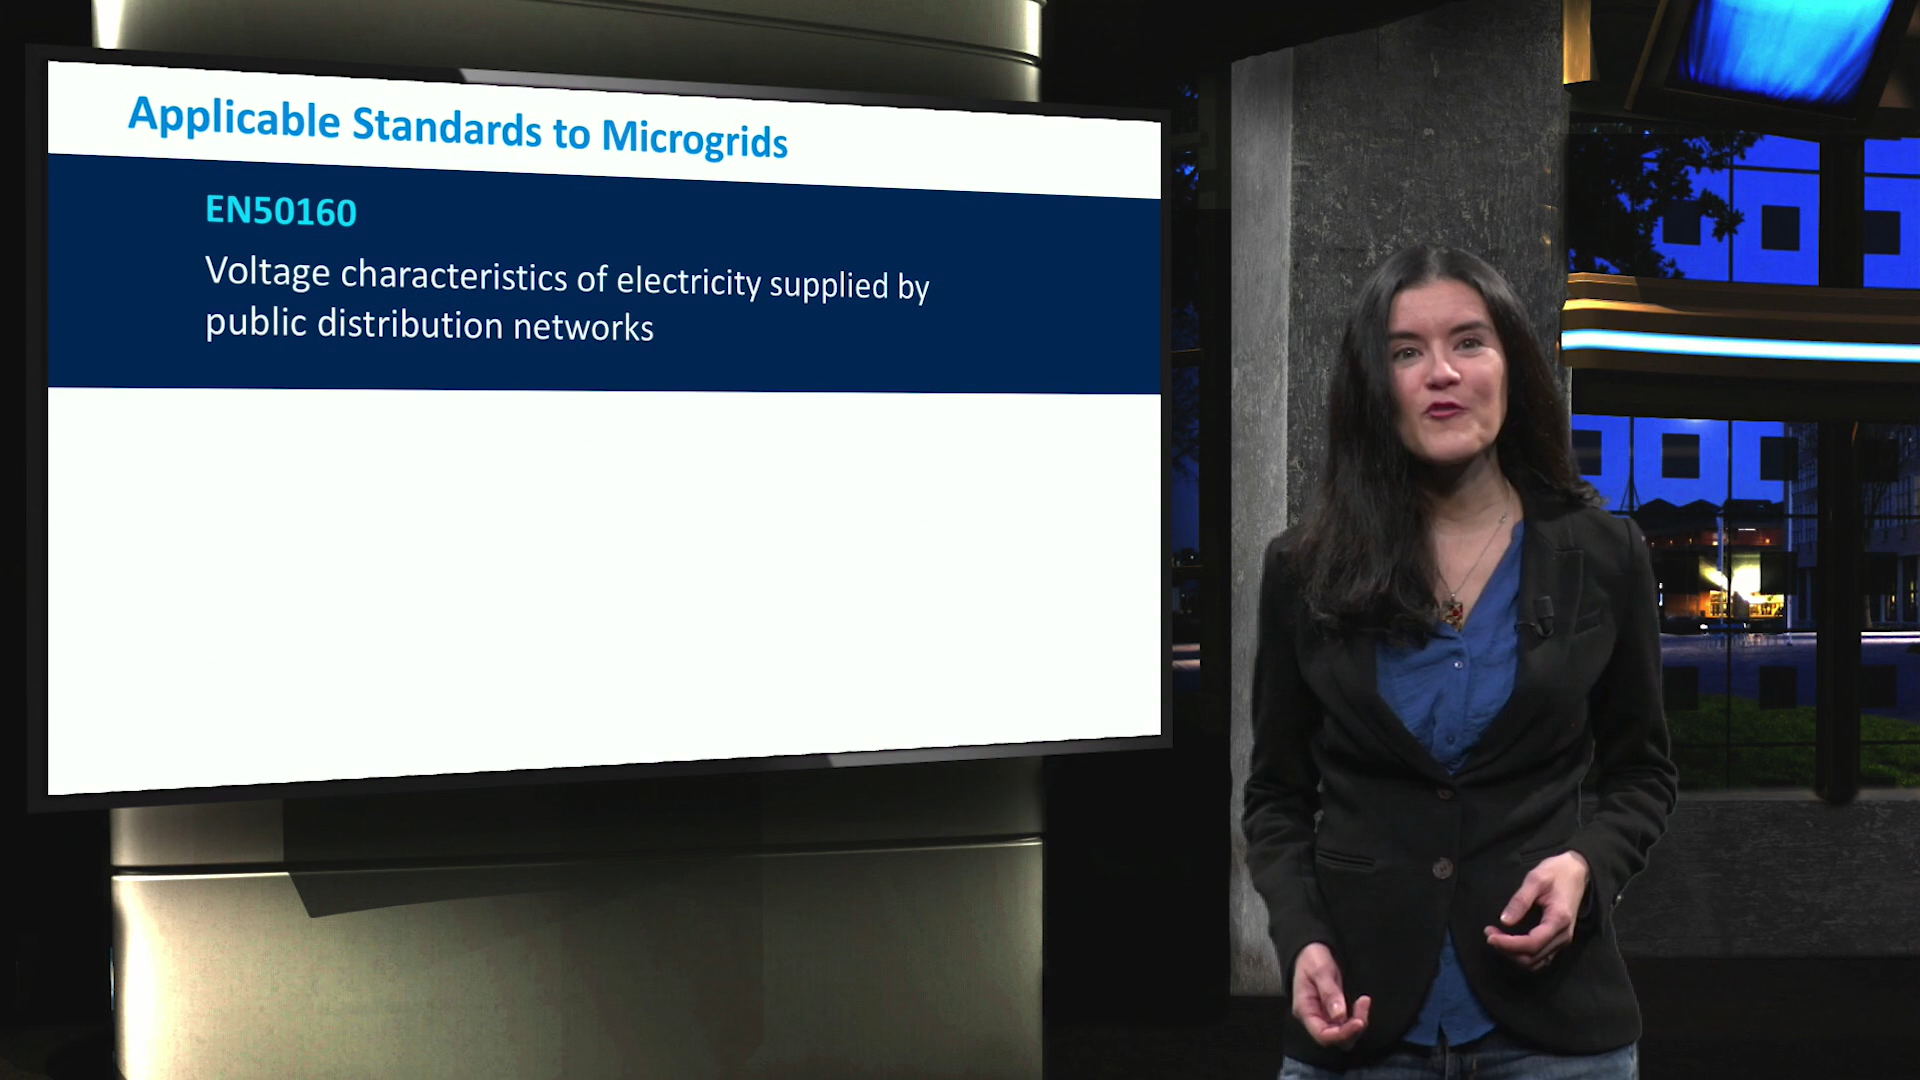 Applicable Standards to Microgrids
EN50160
Voltage characteristics of electricity supplied by
public distribution networks